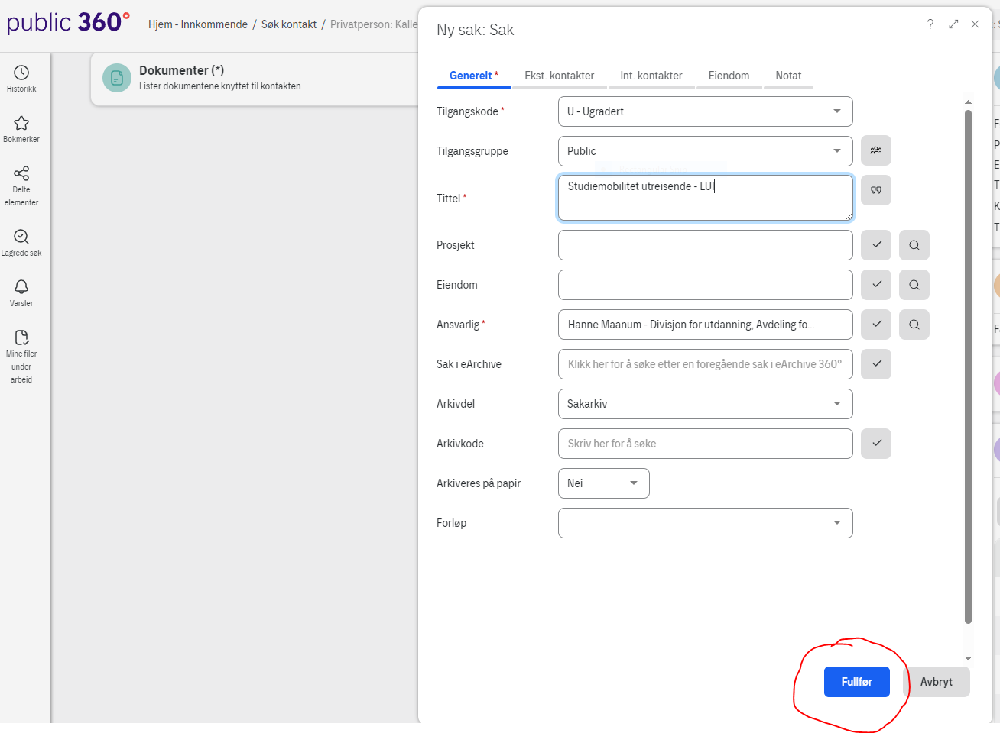 public 360°
Hjem - Innkommende / Søk kontakt / Privatperson: Kalle
Historikk
Bokmerker
Delte
elementer
Lagrede søk
Varsler
Mine filer
under
arbeid
Dokumenter (*)
Lister dokumentene knyttet til kontakten
Ny sak: Sak
?
Generelt *
Ekst. kontakter
Int. kontakter
Eiendom
Notat
Tilgangskode *
U - Ugradert
Tilgangsgruppe
Public
Tittel *
Studiemobilitet utreisende - LUI
Prosjekt
Eiendom
Ansvarlig *
Hanne Maanum - Divisjon for utdanning, Avdeling fo...
Sak i eArchive
Klikk her for å søke etter en foregående sak i eArchive 360°
Arkivdel
Sakarkiv
Arkivkode
Skriv her for å søke
Arkiveres på papir
Nei
Forløp
Fullfør
Avbryt